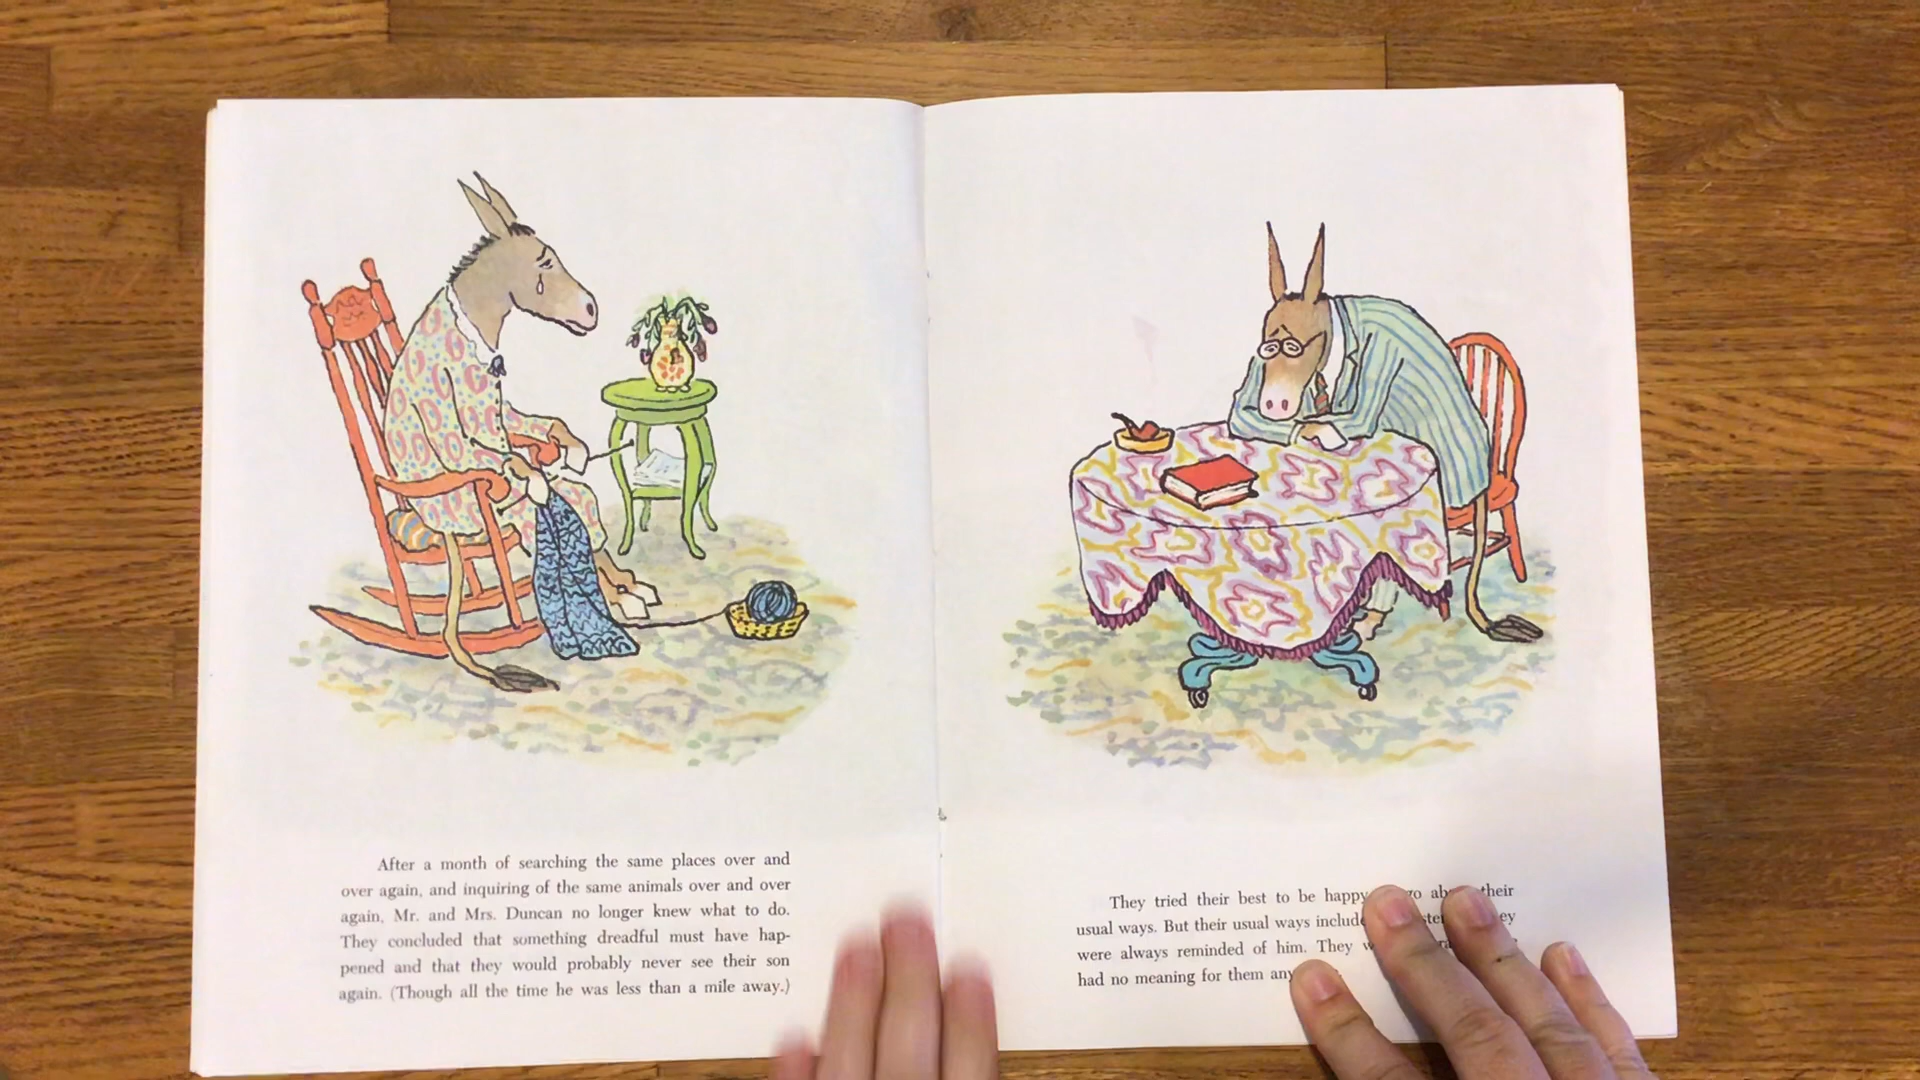 After a month of searching the same places over and
over again, and inquiring of the same animals over and over
again, Mr. and Mrs. Duncan no longer knew what to do.
They concluded that something dreadful must have hap-
pened and that they would probably never see their son
again. (Though all the time he was less than a mile away.)
They tried their best to be happy go their
usual ways. But their usual ways
were always reminded of him. They
had no meaning for them